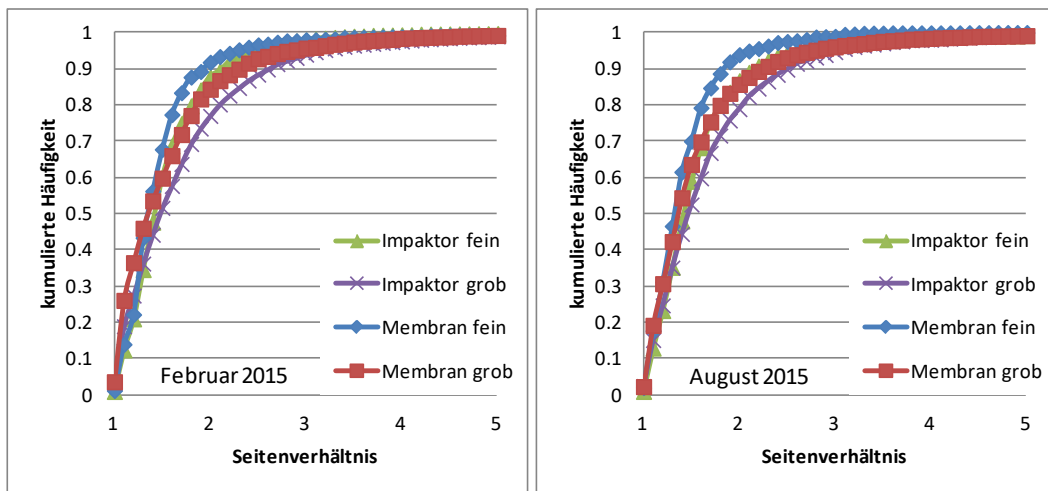 1
0.9
0.8
0.7
0.6
0.5
0.4
0.3
0.2
0.1
0
kumulierte Häufigkeit
Impaktor fein
Impaktor grob
Membran fein
Membran grob
Februar 2015
1 2 3 4 5
Seitenverhältnis
1
0.9
0.8
0.7
0.6
0.5
0.4
0.3
0.2
0.1
0
kumulierte Häufigkeit
Impaktor fein
Impaktor grob
Membran fein
Membran grob
August 2015
1 2 3 4 5
Seitenverhältnis